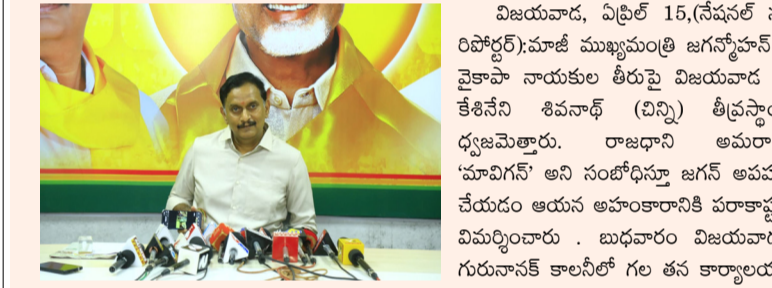 విజయవాడ, ఏప్రిల్ 15,(నేషనల్
రిపోర్టర్):మాజీ ముఖ్యమంత్రి జగన్మోహన్
వైకాపా నాయకుల తీరుపై విజయవాడ
కేశినేని శివనాథ్ (చిన్ని) తీవ్రస్థా
ధ్వజమెత్తారు. రాజధాని అమరా
'మావిగన్' అని సంబోధిస్తూ జగన్ అపహ
చేయడం ఆయన అహంకారానికి పరాకాష్ట
విమర్శించారు . బుధవారం విజయవాడ
గురునానక్ కాలనీలో గల తన కార్యాలయ